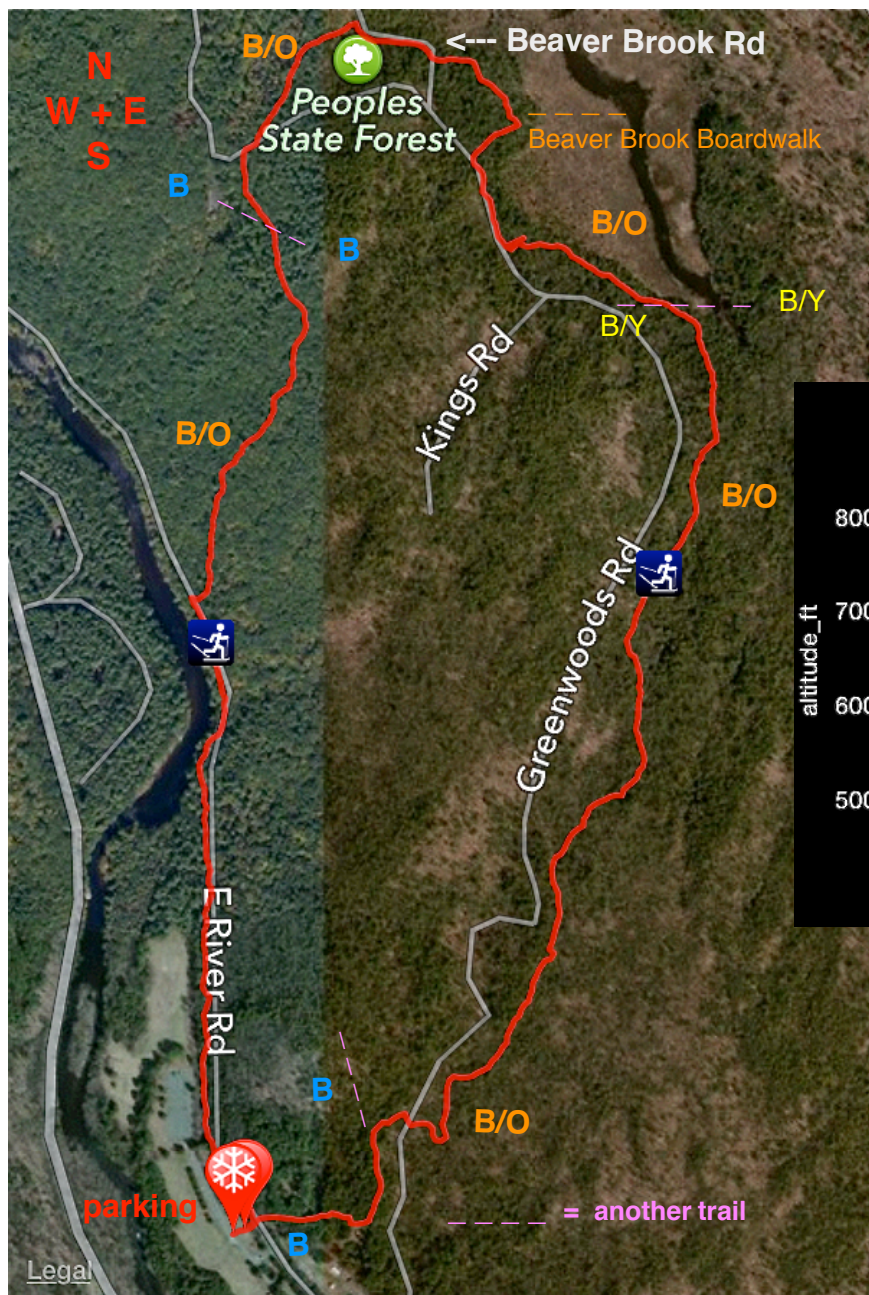 <--- Beaver Brook Rd
B/O
N
W + E
S
Peoples
State Forest
Beaver Brook Boardwalk
B
B
B/O
B/Y
B/Y
Kings Rd
B/O
B/O
Greenwoods Rd
800
700
altitude_ft
600
500
E River Rd
B
B/O
parking
B
= another trail
Legal